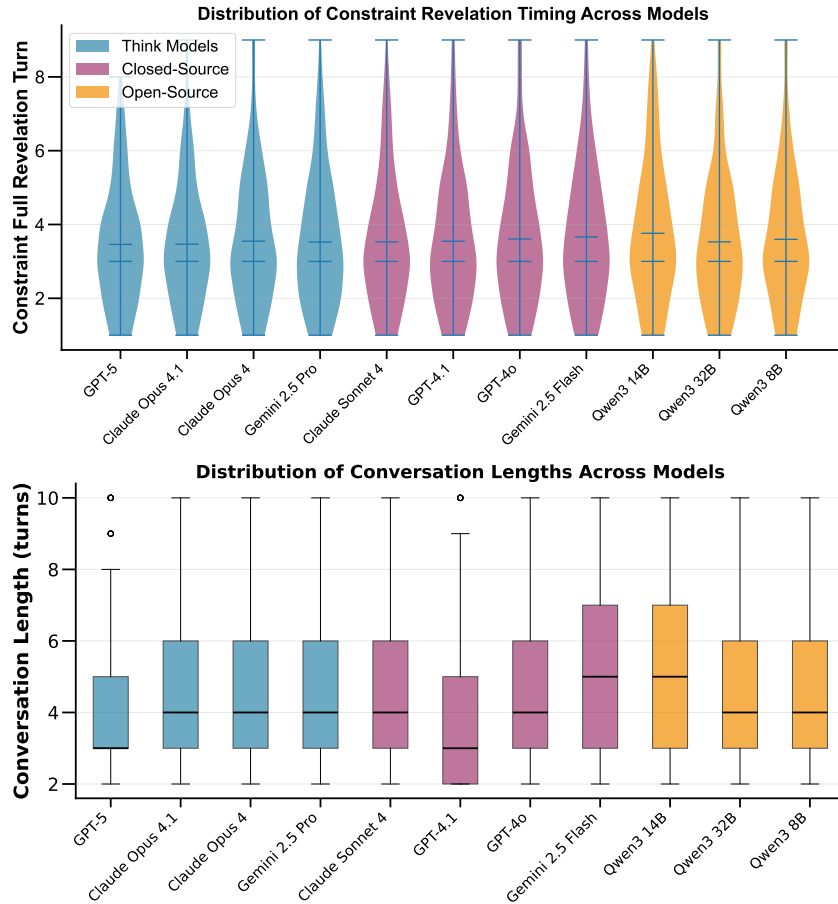 Distribution of Constraint Revelation Timing Across Models
Constraint Full Revelation Turn
Think Models
Closed-Source
Open-Source
8
6
4
2
GPT-5
Claude Opus 4.1
Claude Opus 4
Gemini 2.5 Pro
Claude Sonnet 4
GPT-4.1
GPT-4o
Gemini 2.5 Flash
Qwen3 14B
Qwen3 32B
Qwen3 8B
Distribution of Conversation Lengths Across Models
Conversation Length (turns)
10
8
6
4
2
GPT-5
Claude Opus 4.1
Claude Opus 4
Gemini 2.5 Pro
Claude Sonnet 4
GPT-4.1
GPT-4o
Gemini 2.5 Flash
Qwen3 14B
Qwen3 32B
Qwen3 8B